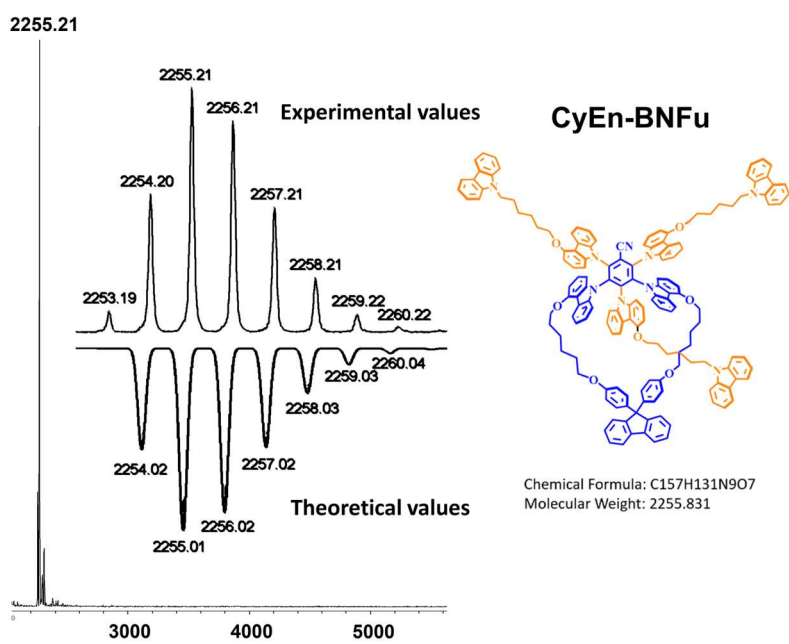 2255.21
2255.21
2256.21
Experimental values
CyEn-BNFu
2254.20
2257.21
2258.21
2253.19
2259.22
2260.22
2260.04
2259.03
2258.03
2257.02
2254.02
2256.02
2255.01
Theoretical values
N
N
O
O
CN
N
N
N
N
N
O
O
O
O
O
N
Chemical Formula: C157H131N9O7
Molecular Weight: 2255.831
0
3000
4000
5000